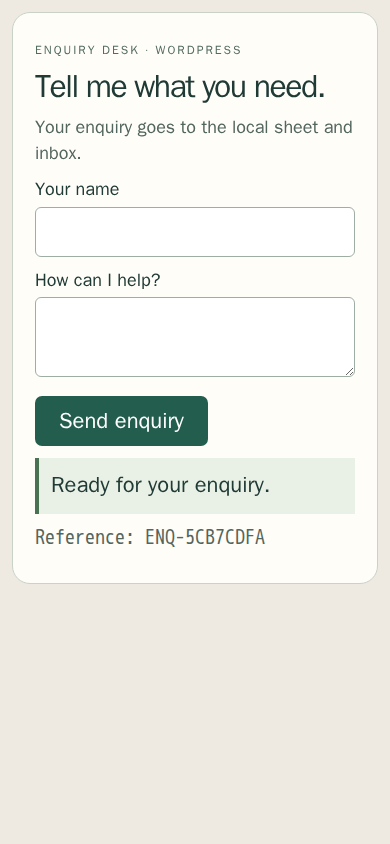 ENQUIRY DESK · WORDPRESS
Tell me what you need.
Your enquiry goes to the local sheet and
inbox.
Your name
How can I help?
Send enquiry
Ready for your enquiry.
Reference: ENQ-5CB7CDFA